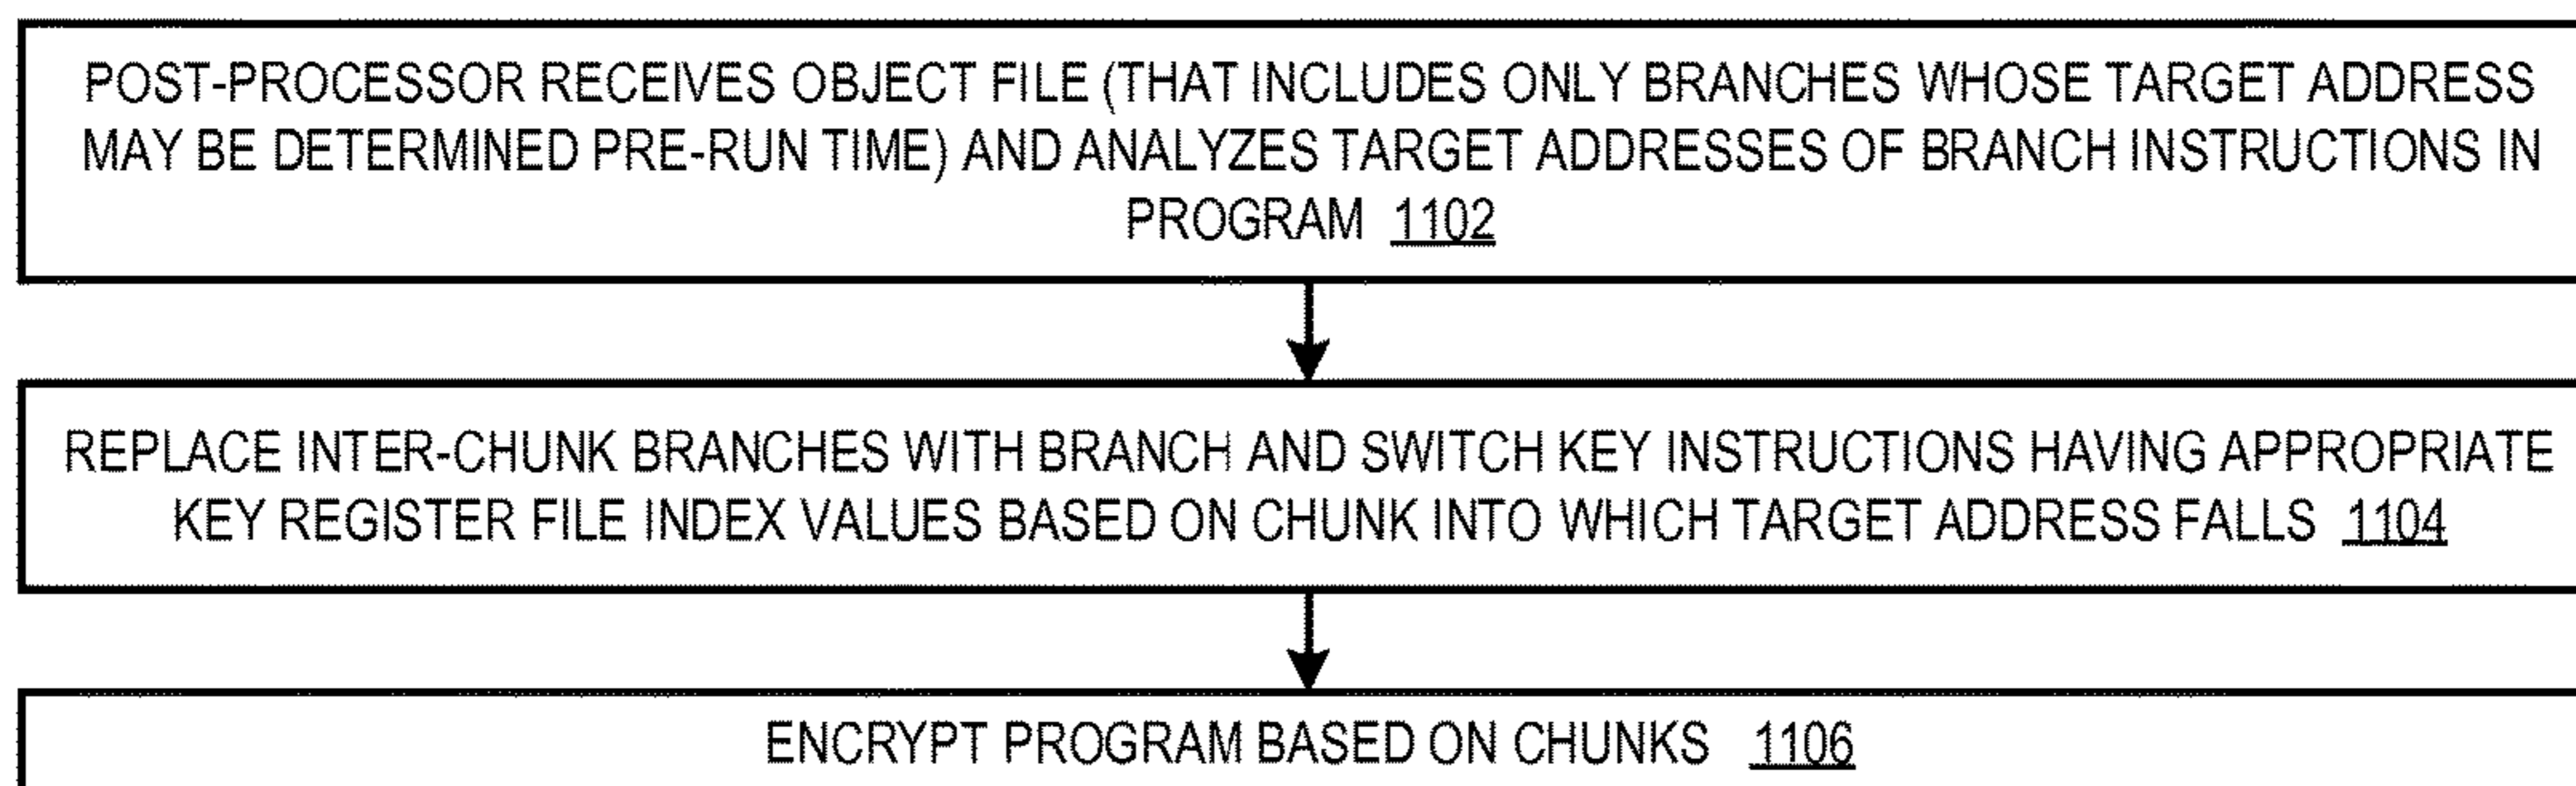 POST-PROCESSOR RECEIVES OBJECT FILE (THAT INCLUDES ONLY BRANCHES WHOSE TARGET ADDRESS
MAY BE DETERMINED PRE-RUN TIME) AND ANALYZES TARGET ADDRESSES OF BRANCH INSTRUCTIONS IN
PROGRAM 1102
REPLACE INTER-CHUNK BRANCHES WITH BRANCH AND SWITCH KEY INSTRUCTIONS HAVING APPROPRIATE
KEY REGISTER FILE INDEX VALUES BASED ON CHUNK INTO WHICH TARGET ADDRESS FALLS 1104
ENCRYPT PROGRAM BASED ON CHUNKS 1106